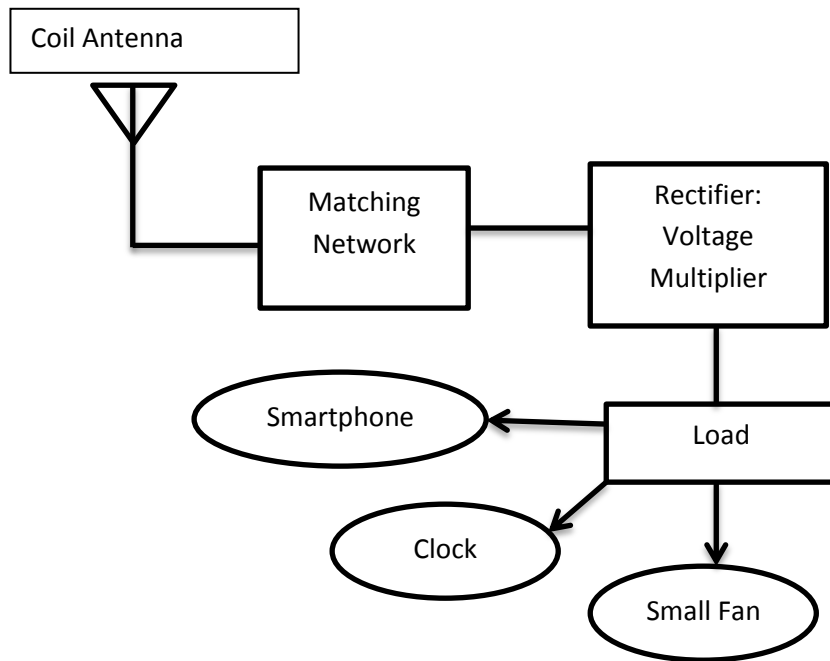 Coil Antenna
Matching
Network
Rectifier:
Voltage
Multiplier
Smartphone
Load
Clock
Small Fan